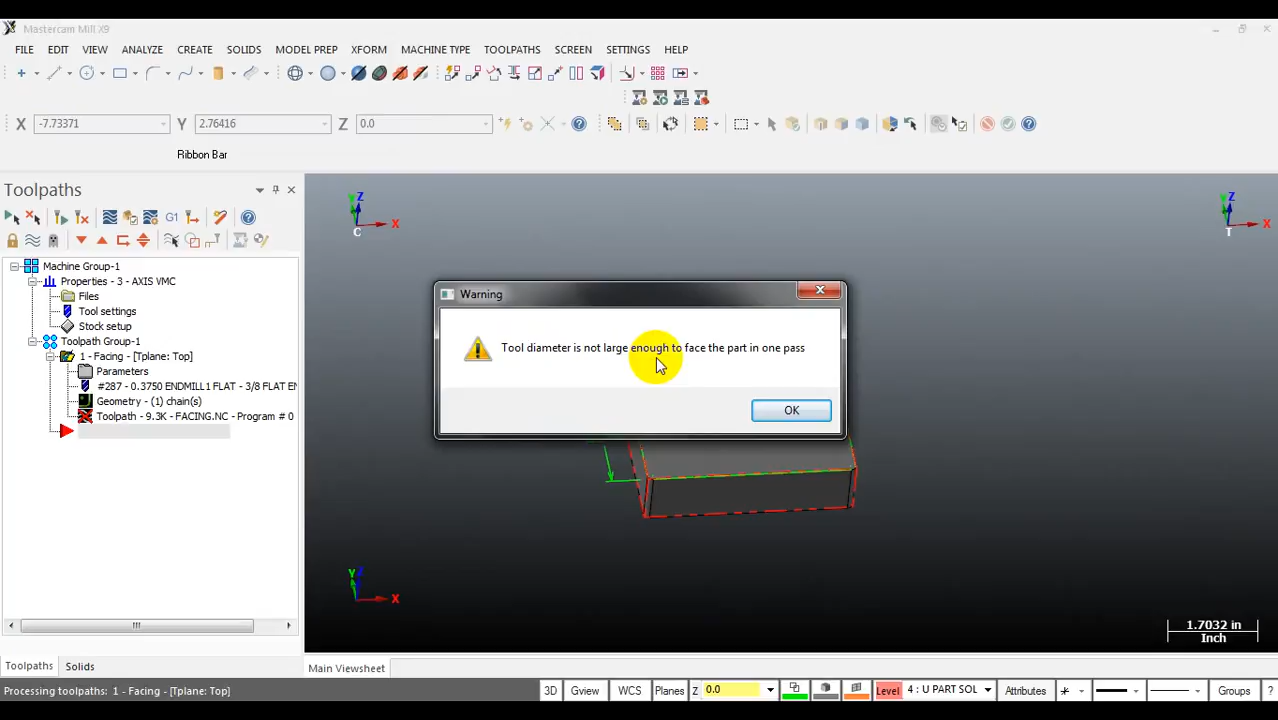 Mastercam Mill X9
FILE EDIT VIEW ANALYZE CREATE SOLIDS MODEL PREP XFORM MACHINE TYPE TOOLPATHS SCREEN SETTINGS HELP
X -7.73371 Y 2.76416 Z 0.0
Ribbon Bar
Toolpaths
G1
Machine Group-1
Properties - 3 - AXIS VMC
Files
Tool settings
Stock setup
Toolpath Group-1
1 - Facing - [Tplane: Top]
Parameters
#287 - 0.3750 ENDMILL1 FLAT - 3/8 FLAT EN
Geometry - (1) chain(s)
Toolpath - 9.3K - FACING.NC - Program # 0
Z
Y
X
C
Z
Y
X
T
Warning
Tool diameter is not large enough to face the part in one pass
OK
Y Z
X
1.7032 in
Inch
Toolpaths Solids
Main Viewsheet
Processing toolpaths: 1 - Facing - [Tplane: Top]
3D Gview WCS Planes Z 0.0 Level 4 : U PART SOL Attributes Groups ?